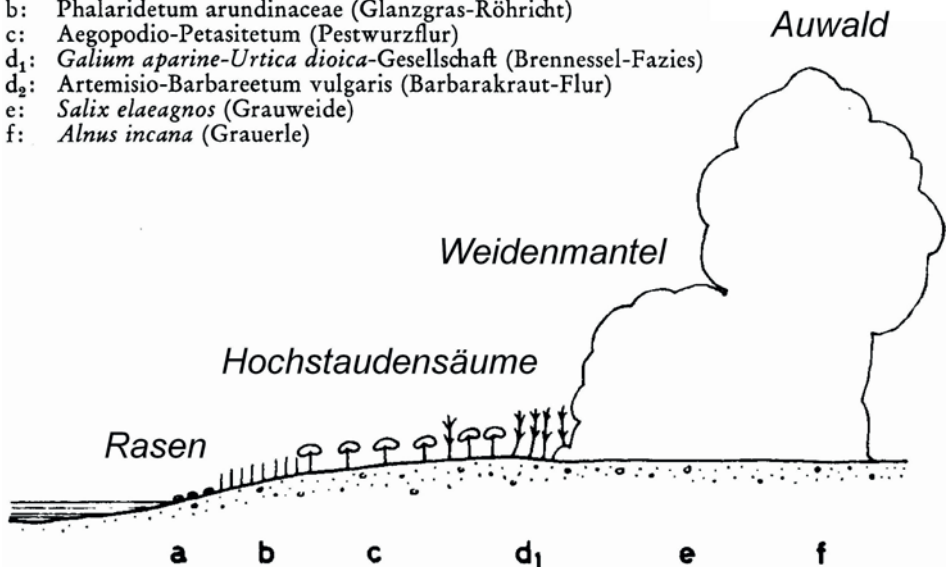 b: Phalaridetum arundinaceae (Glanzgras-Röhricht)
c: Aegopodio-Petasitetum (Pestwurzflur)
d₁: Galium aparine-Urtica dioica-Gesellschaft (Brennessel-Fazies)
d₂: Artemisio-Barbareetum vulgaris (Barbarakraut-Flur)
e: Salix elaeagnos (Grauweide)
f: Alnus incana (Grauerle)
Auwald
Weidenmantel
Hochstaudensäume
Rasen
a b c d₁ e f